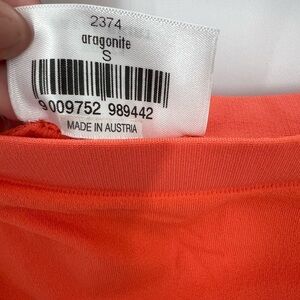 2374
aragonite
S
9 009752 989442
MADE IN AUSTRIA